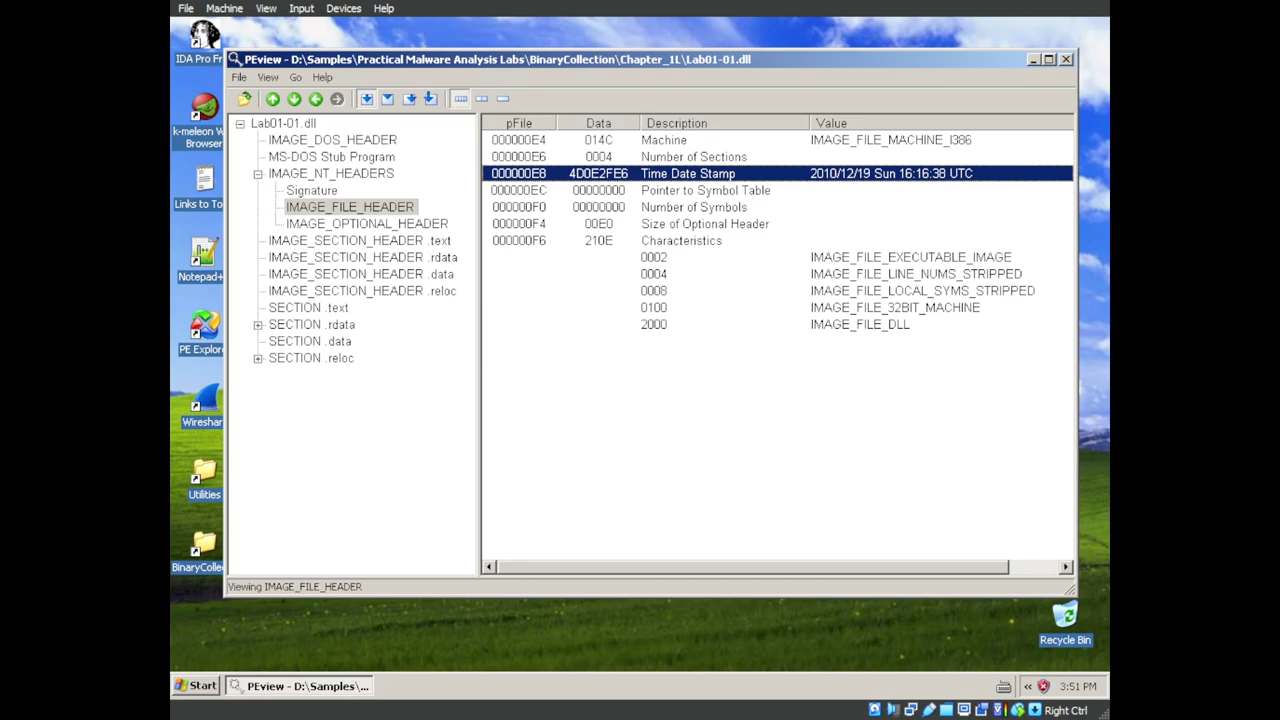 File Machine View Input Devices Help
IDA Pro Fr
PEview - D:\Samples\Practical Malware Analysis Labs\BinaryCollection\Chapter_1L\Lab01-01.dll
File View Go Help
k-meleon Web
Browser
Links to To
Notepad+
PE Explor
Wireshar
Utilities
BinaryColle
Lab01-01.dll
IMAGE_DOS_HEADER
MS-DOS Stub Program
IMAGE_NT_HEADERS
Signature
IMAGE_FILE_HEADER
IMAGE_OPTIONAL_HEADER
IMAGE_SECTION_HEADER .text
IMAGE_SECTION_HEADER .rdata
IMAGE_SECTION_HEADER .data
IMAGE_SECTION_HEADER .reloc
SECTION .text
SECTION .rdata
SECTION .data
SECTION .reloc
pFile Data Description Value
000000E4 014C Machine IMAGE_FILE_MACHINE_I386
000000E6 0004 Number of Sections
000000E8 4D0E2FE6 Time Date Stamp 2010/12/19 Sun 16:16:38 UTC
000000EC 00000000 Pointer to Symbol Table
000000F0 00000000 Number of Symbols
000000F4 00E0 Size of Optional Header
000000F6 210E Characteristics
0002 IMAGE_FILE_EXECUTABLE_IMAGE
0004 IMAGE_FILE_LINE_NUMS_STRIPPED
0008 IMAGE_FILE_LOCAL_SYMS_STRIPPED
0100 IMAGE_FILE_32BIT_MACHINE
2000 IMAGE_FILE_DLL
Viewing IMAGE_FILE_HEADER
Recycle Bin
Start PEview - D:\Samples\... « 3:51 PM
Right Ctrl